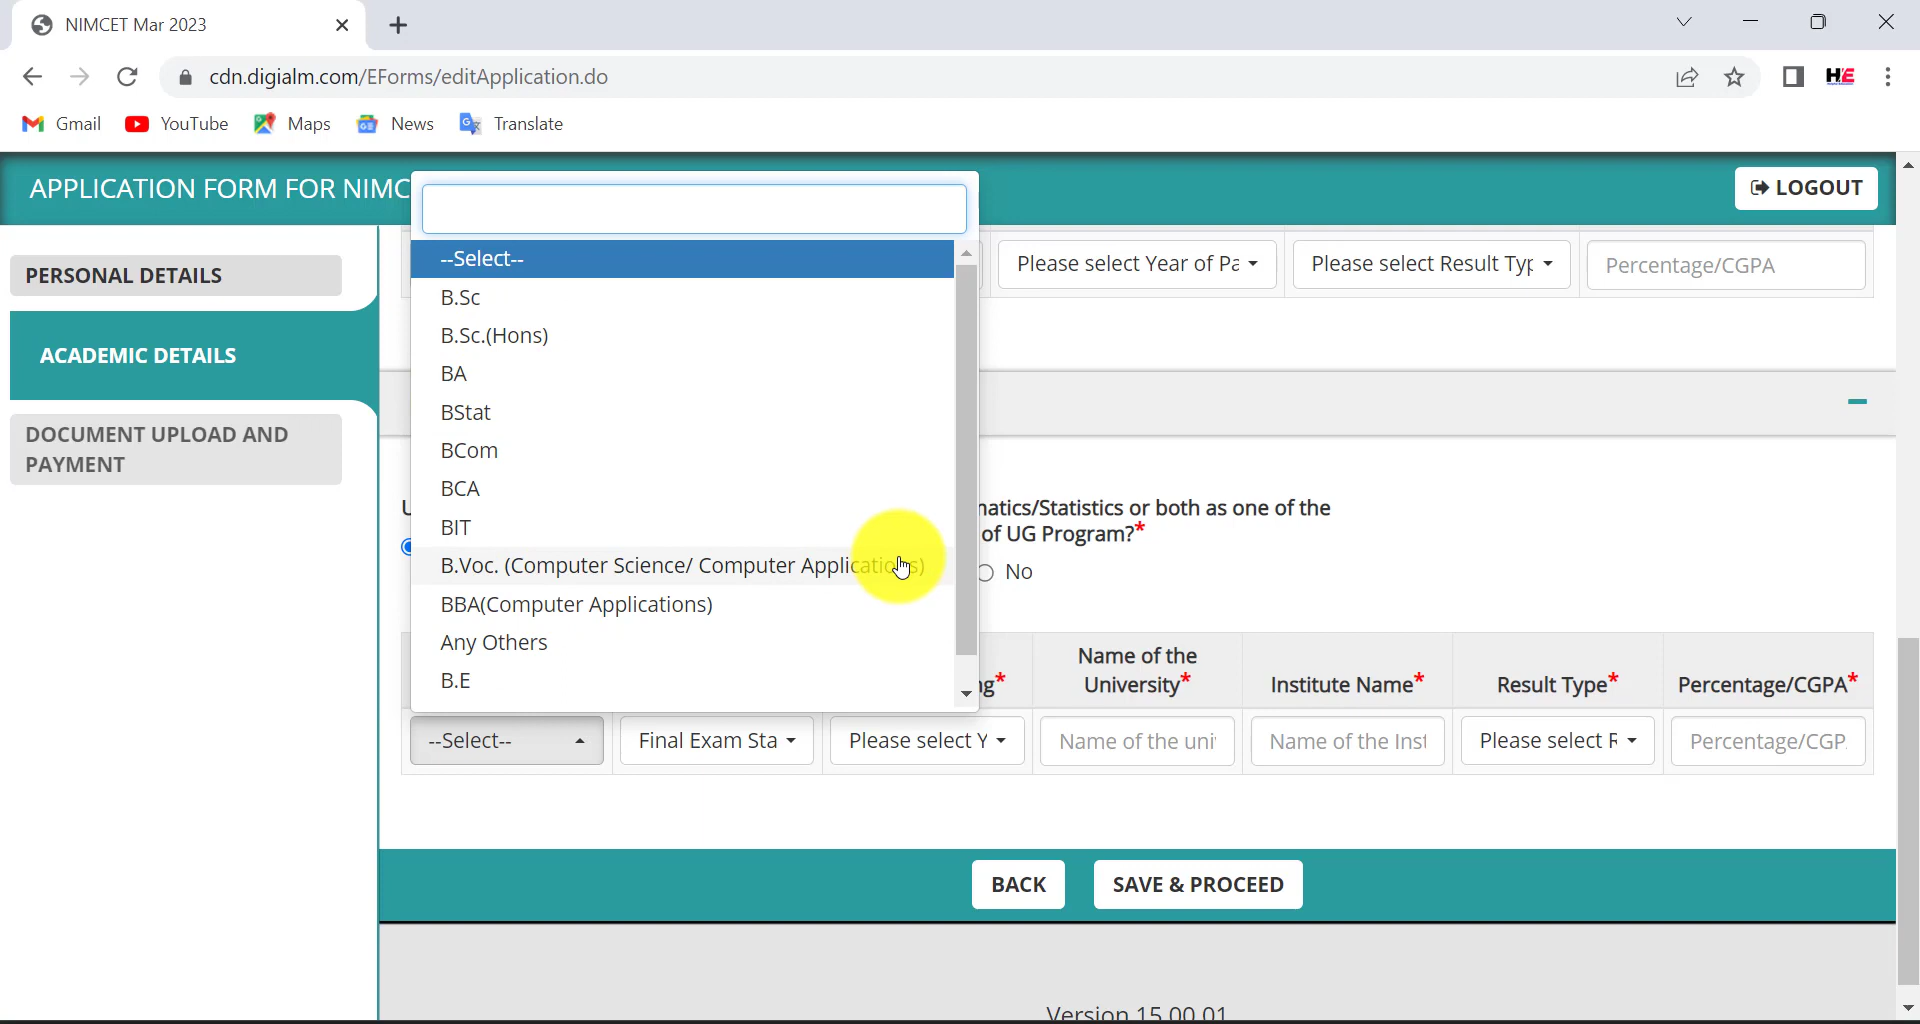 NIMCET Mar 2023
cdn.digialm.com/EForms/editApplication.do
Gmail
YouTube
Maps
News
Translate
APPLICATION FORM FOR NIMC
LOGOUT
PERSONAL DETAILS
ACADEMIC DETAILS
DOCUMENT UPLOAD AND
PAYMENT
--Select--
B.Sc
B.Sc.(Hons)
BA
BStat
BCom
BCA
BIT
B.Voc. (Computer Science/ Computer Applications)
BBA(Computer Applications)
Any Others
B.E
Please select Year of Pa
Please select Result Typ
Percentage/CGPA
natics/Statistics or both as one of the
of UG Program?*
No
g*
Name of the
University*
Institute Name*
Result Type*
Percentage/CGPA*
--Select--
Final Exam Sta
Please select Y
Name of the uni
Name of the Inst
Please select R
Percentage/CGP.
BACK
SAVE & PROCEED
Version 15.00.01